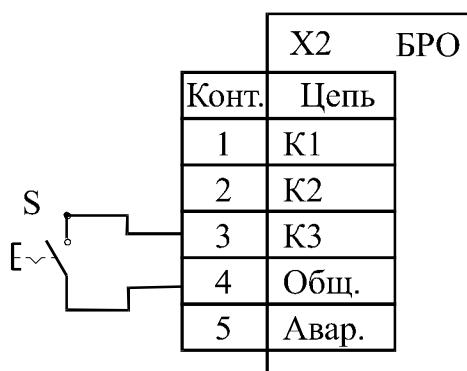 X2 БРО
Конт. Цепь
1 К1
2 К2
S
3 К3
4 Общ.
5 Авар.